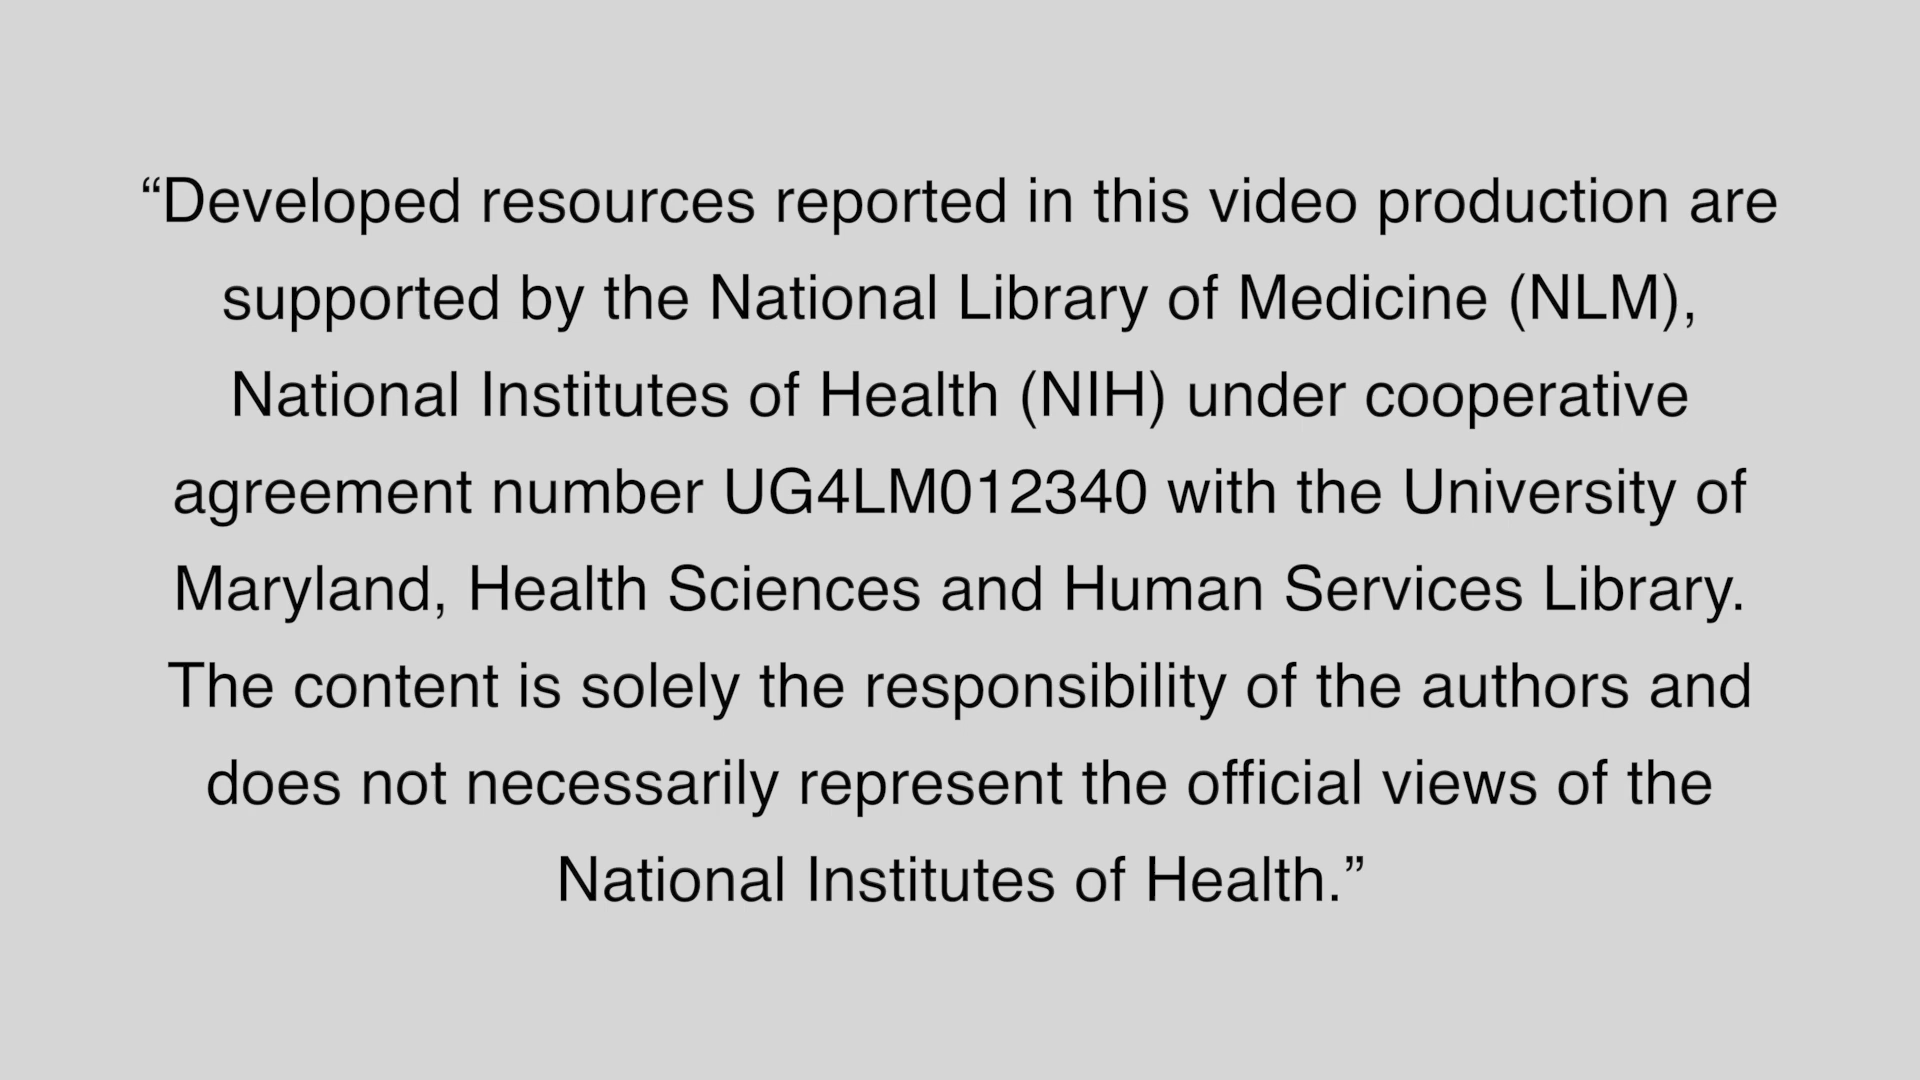 “Developed resources reported in this video production are
supported by the National Library of Medicine (NLM),
National Institutes of Health (NIH) under cooperative
agreement number UG4LM012340 with the University of
Maryland, Health Sciences and Human Services Library.
The content is solely the responsibility of the authors and
does not necessarily represent the official views of the
National Institutes of Health.”